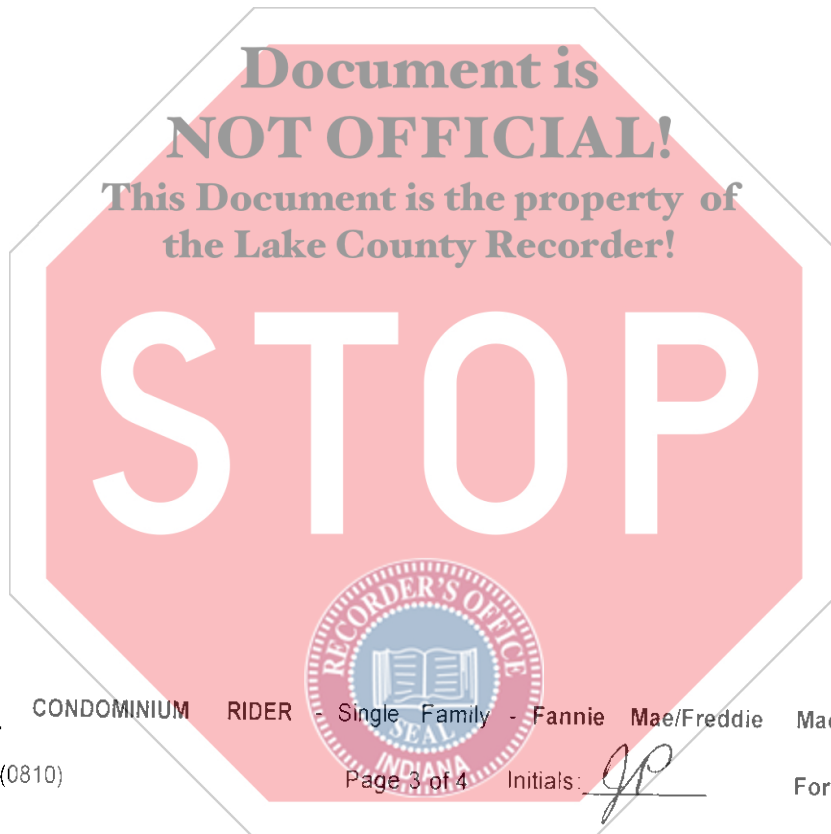 Document is
NOT OFFICIAL!
This Document is the property of
the Lake County Recorder!
STOP
RECORDER'S OFFICE
SEAL
INDIANA
CONDOMINIUM RIDER - Single Family - Fannie Mae/Freddie
(0810)
Page 3 of 4 Initials: JP